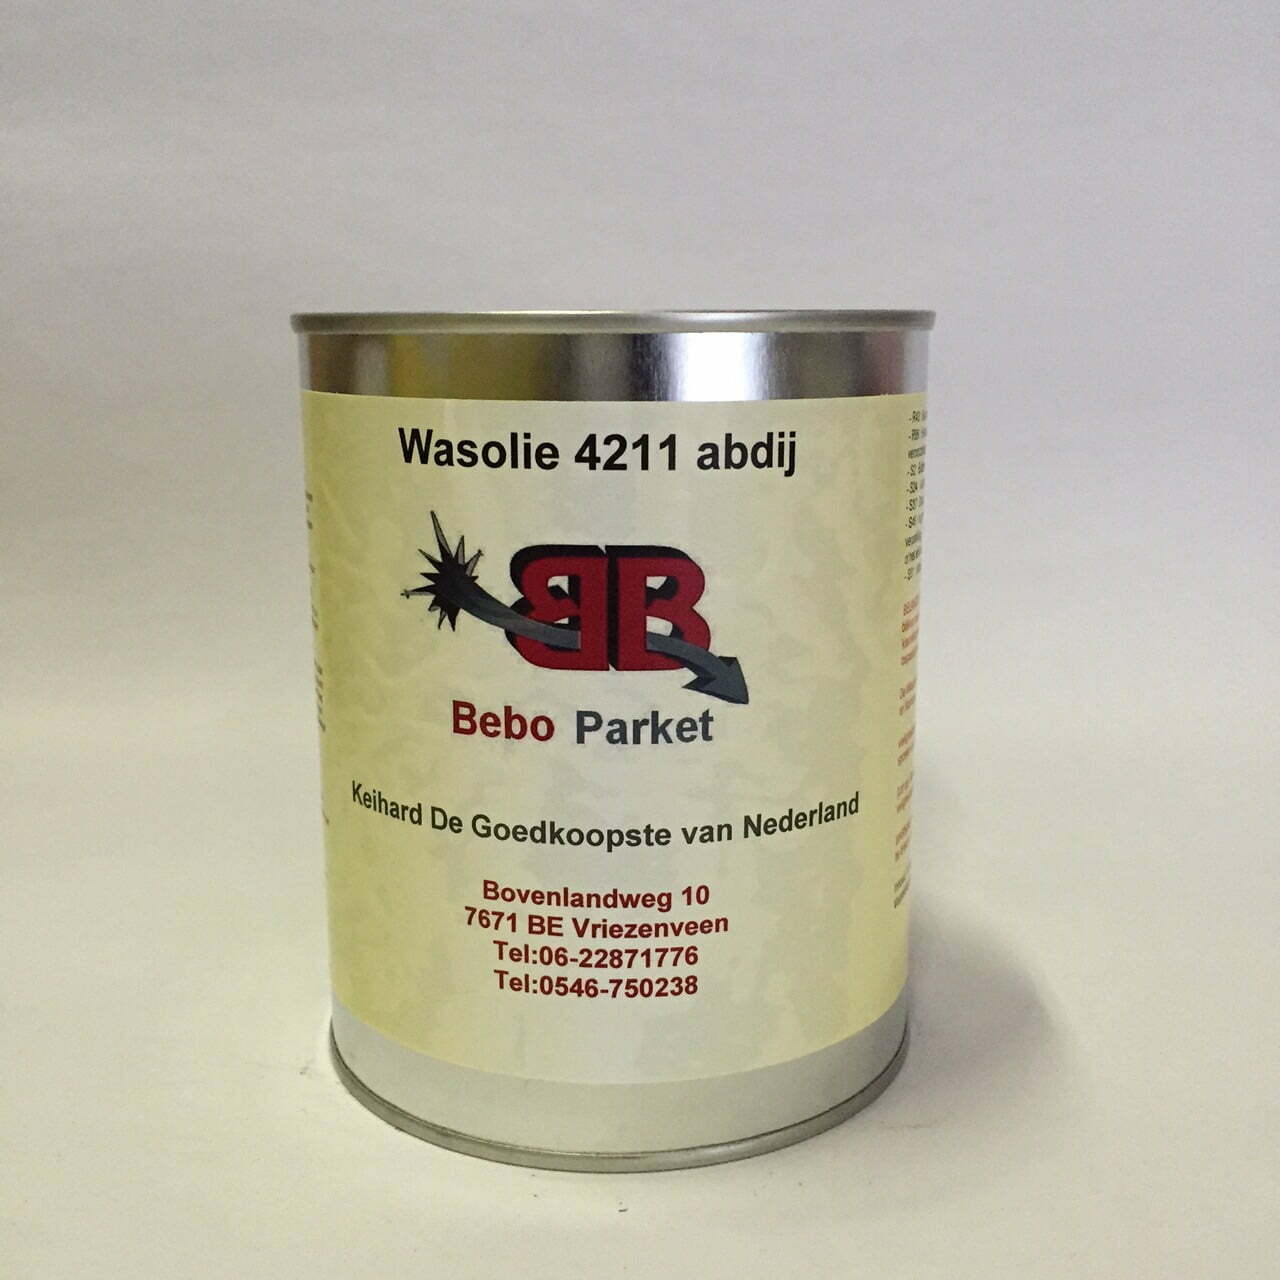 Wasolie 4211 abdij
BB
Bebo Parket
Keihard De Goedkoopste van Nederland
Bovenlandweg 10
7671 BE Vriezenveen
Tel:06-22871776
Tel:0546-750238